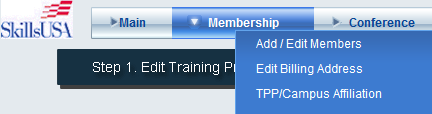 SkillsUSA
Main
Membership
Conference
Add / Edit Members
Step 1. Edit Training
Edit Billing Address
TPP/Campus Affiliation